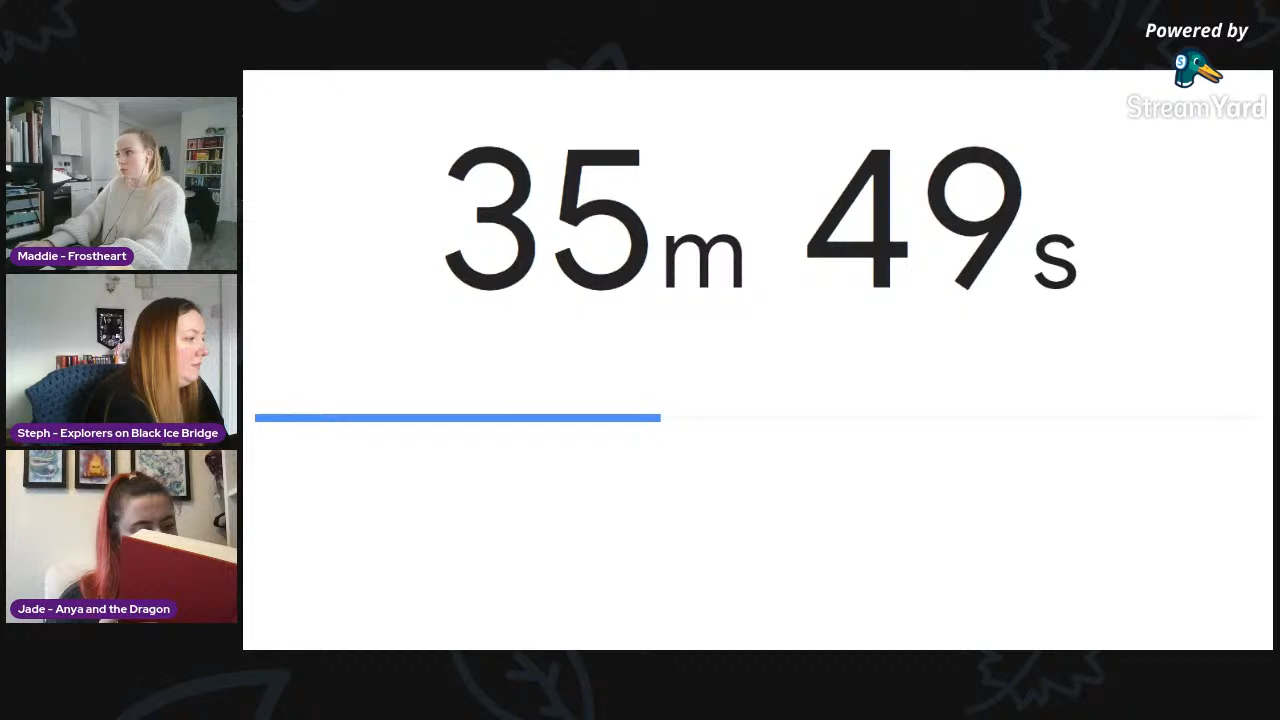 Powered by
StreamYard
35m 49s
Maddie - Frostheart
Steph - Explorers on Black Ice Bridge
Jade - Anya and the Dragon